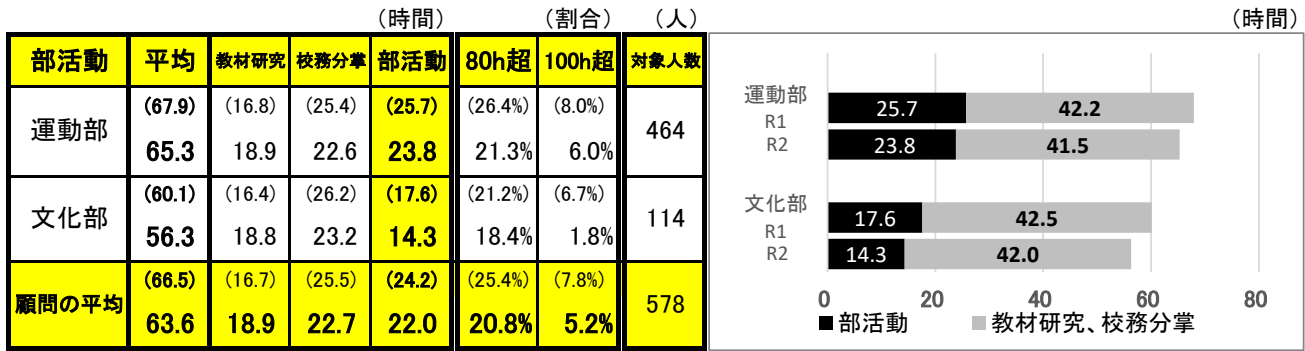 （時間） （割合） （人） （時間）
部活動 平均 教材研究 校務分掌 部活動 80h超 100h超 対象人数
運動部 (67.9) (16.8) (25.4) (25.7) (26.4%) (8.0%) 464
65.3 18.9 22.6 23.8 21.3% 6.0%
文化部 (60.1) (16.4) (26.2) (17.6) (21.2%) (6.7%) 114
56.3 18.8 23.2 14.3 18.4% 1.8%
顧問の平均 (66.5) (16.7) (25.5) (24.2) (25.4%) (7.8%) 578
63.6 18.9 22.7 22.0 20.8% 5.2%
運動部
R1 25.7 42.2
R2 23.8 41.5
文化部
R1 17.6 42.5
R2 14.3 42.0
0 20 40 60 80
部活動 教材研究、校務分掌